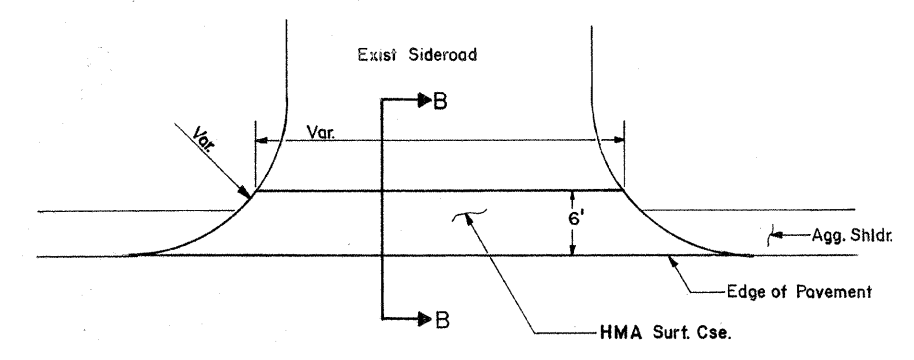 Exist Sideroad
B
Var.
Var.
6'
Agg. Shldr.
Edge of Pavement
B
HMA Surf. Cse.